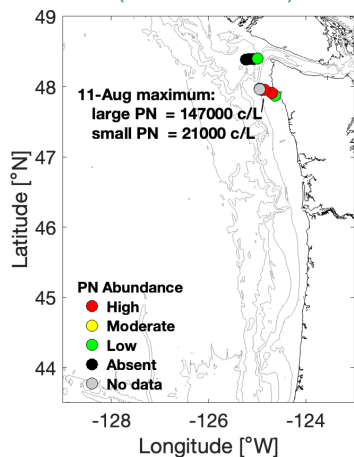 49
48
47
46
45
44
Latitude [°N]
11-Aug maximum:
large PN = 147000 c/L
small PN = 21000 c/L
PN Abundance
High
Moderate
Low
Absent
No data
-128
-126
-124
-122
Longitude [°W]